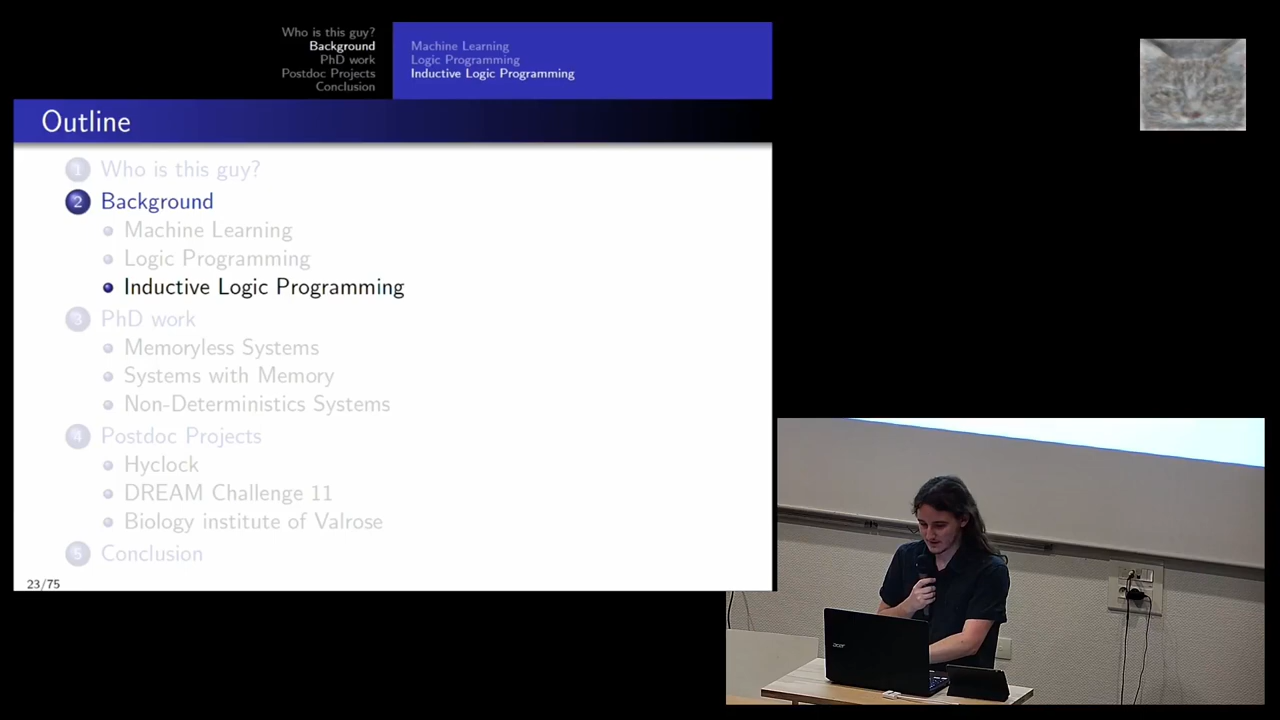 Who is this guy?
Background
PhD work
Postdoc Projects
Conclusion
Machine Learning
Logic Programming
Inductive Logic Programming
Outline
1 Who is this guy?
2 Background
Machine Learning
Logic Programming
Inductive Logic Programming
3 PhD work
Memoryless Systems
Systems with Memory
Non-Deterministics Systems
4 Postdoc Projects
Hyclock
DREAM Challenge 11
Biology institute of Valrose
5 Conclusion
23/75
acer